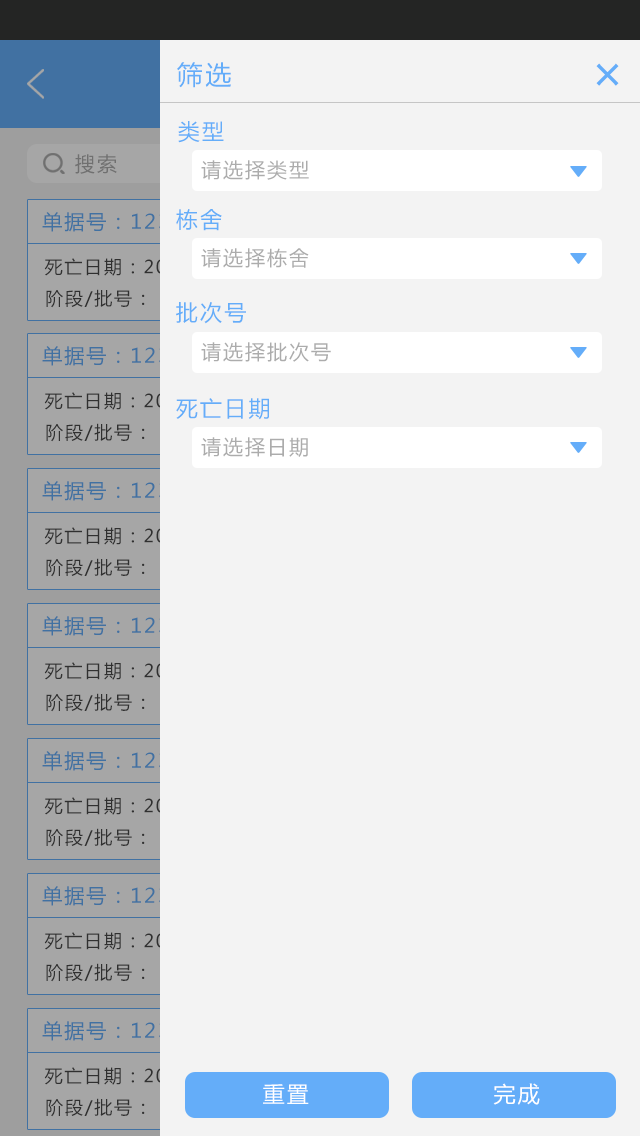 筛选
类型
请选择类型
栋舍
请选择栋舍
批次号
请选择批次号
死亡日期
请选择日期
重置
完成
搜索
单据号：12
死亡日期：20
阶段/批号：
单据号：12
死亡日期：20
阶段/批号：
单据号：12
死亡日期：20
阶段/批号：
单据号：12
死亡日期：20
阶段/批号：
单据号：12
死亡日期：20
阶段/批号：
单据号：12
死亡日期：20
阶段/批号：
单据号：12
死亡日期：20
阶段/批号：